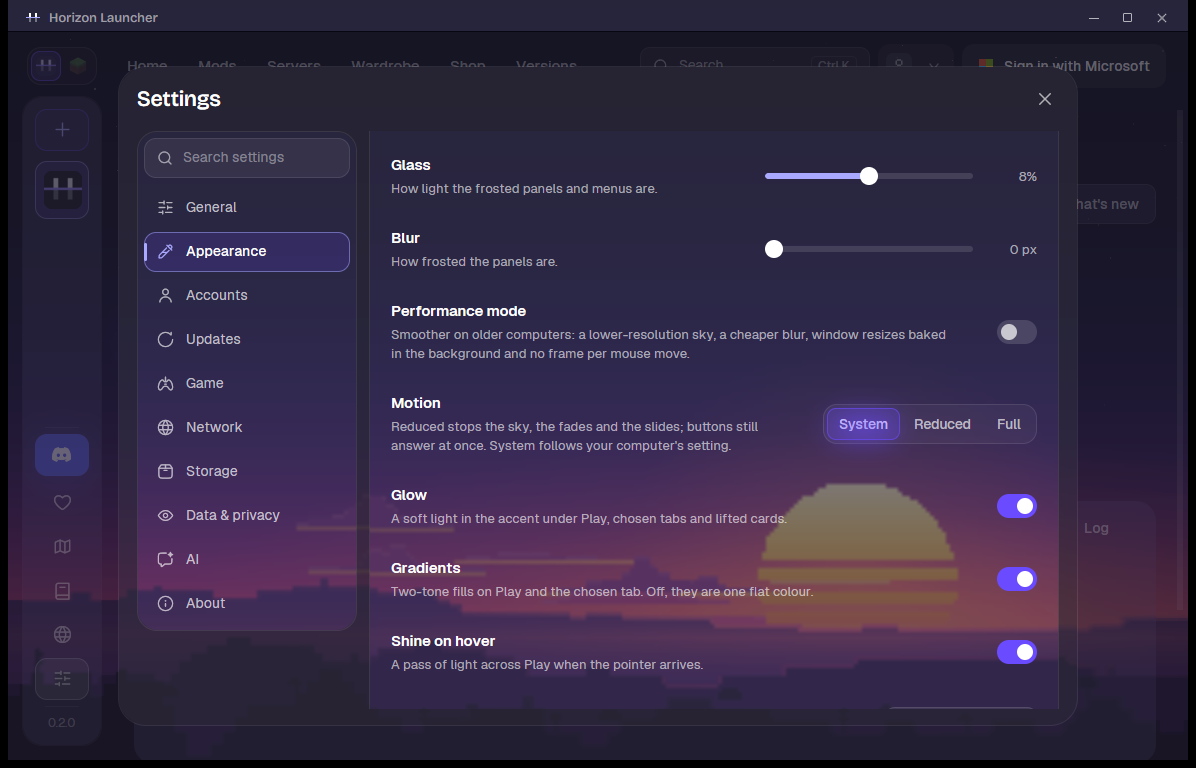 Horizon Launcher
Home Mods Servers Wardrobe Shop Versions
Search Ctrl K
Sign in with Microsoft
Settings
Search settings
General
Appearance
Accounts
Updates
Game
Network
Storage
Data & privacy
AI
About
Glass
How light the frosted panels and menus are.
8%
Blur
How frosted the panels are.
0 px
Performance mode
Smoother on older computers: a lower-resolution sky, a cheaper blur, window resizes baked
in the background and no frame per mouse move.
Motion
Reduced stops the sky, the fades and the slides; buttons still
answer at once. System follows your computer's setting.
System Reduced Full
Glow
A soft light in the accent under Play, chosen tabs and lifted cards.
Gradients
Two-tone fills on Play and the chosen tab. Off, they are one flat colour.
Shine on hover
A pass of light across Play when the pointer arrives.
hat's new
Log
0.2.0